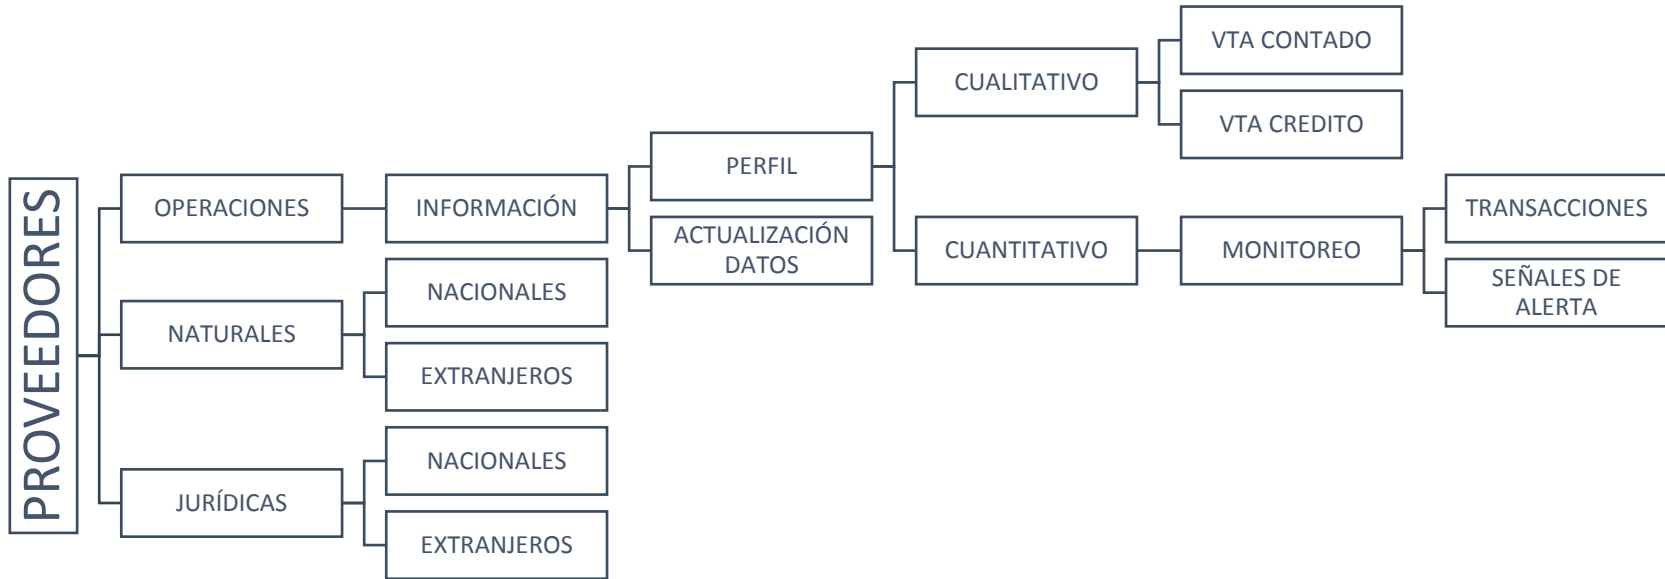 PROVEEDORES
OPERACIONES
INFORMACIÓN
PERFIL
CUALITATIVO
VTA CONTADO
VTA CREDITO
CUANTITATIVO
MONITOREO
TRANSACCIONES
SEÑALES DE
ALERTA
ACTUALIZACIÓN
DATOS
NATURALES
NACIONALES
EXTRANJEROS
JURÍDICAS
NACIONALES
EXTRANJEROS